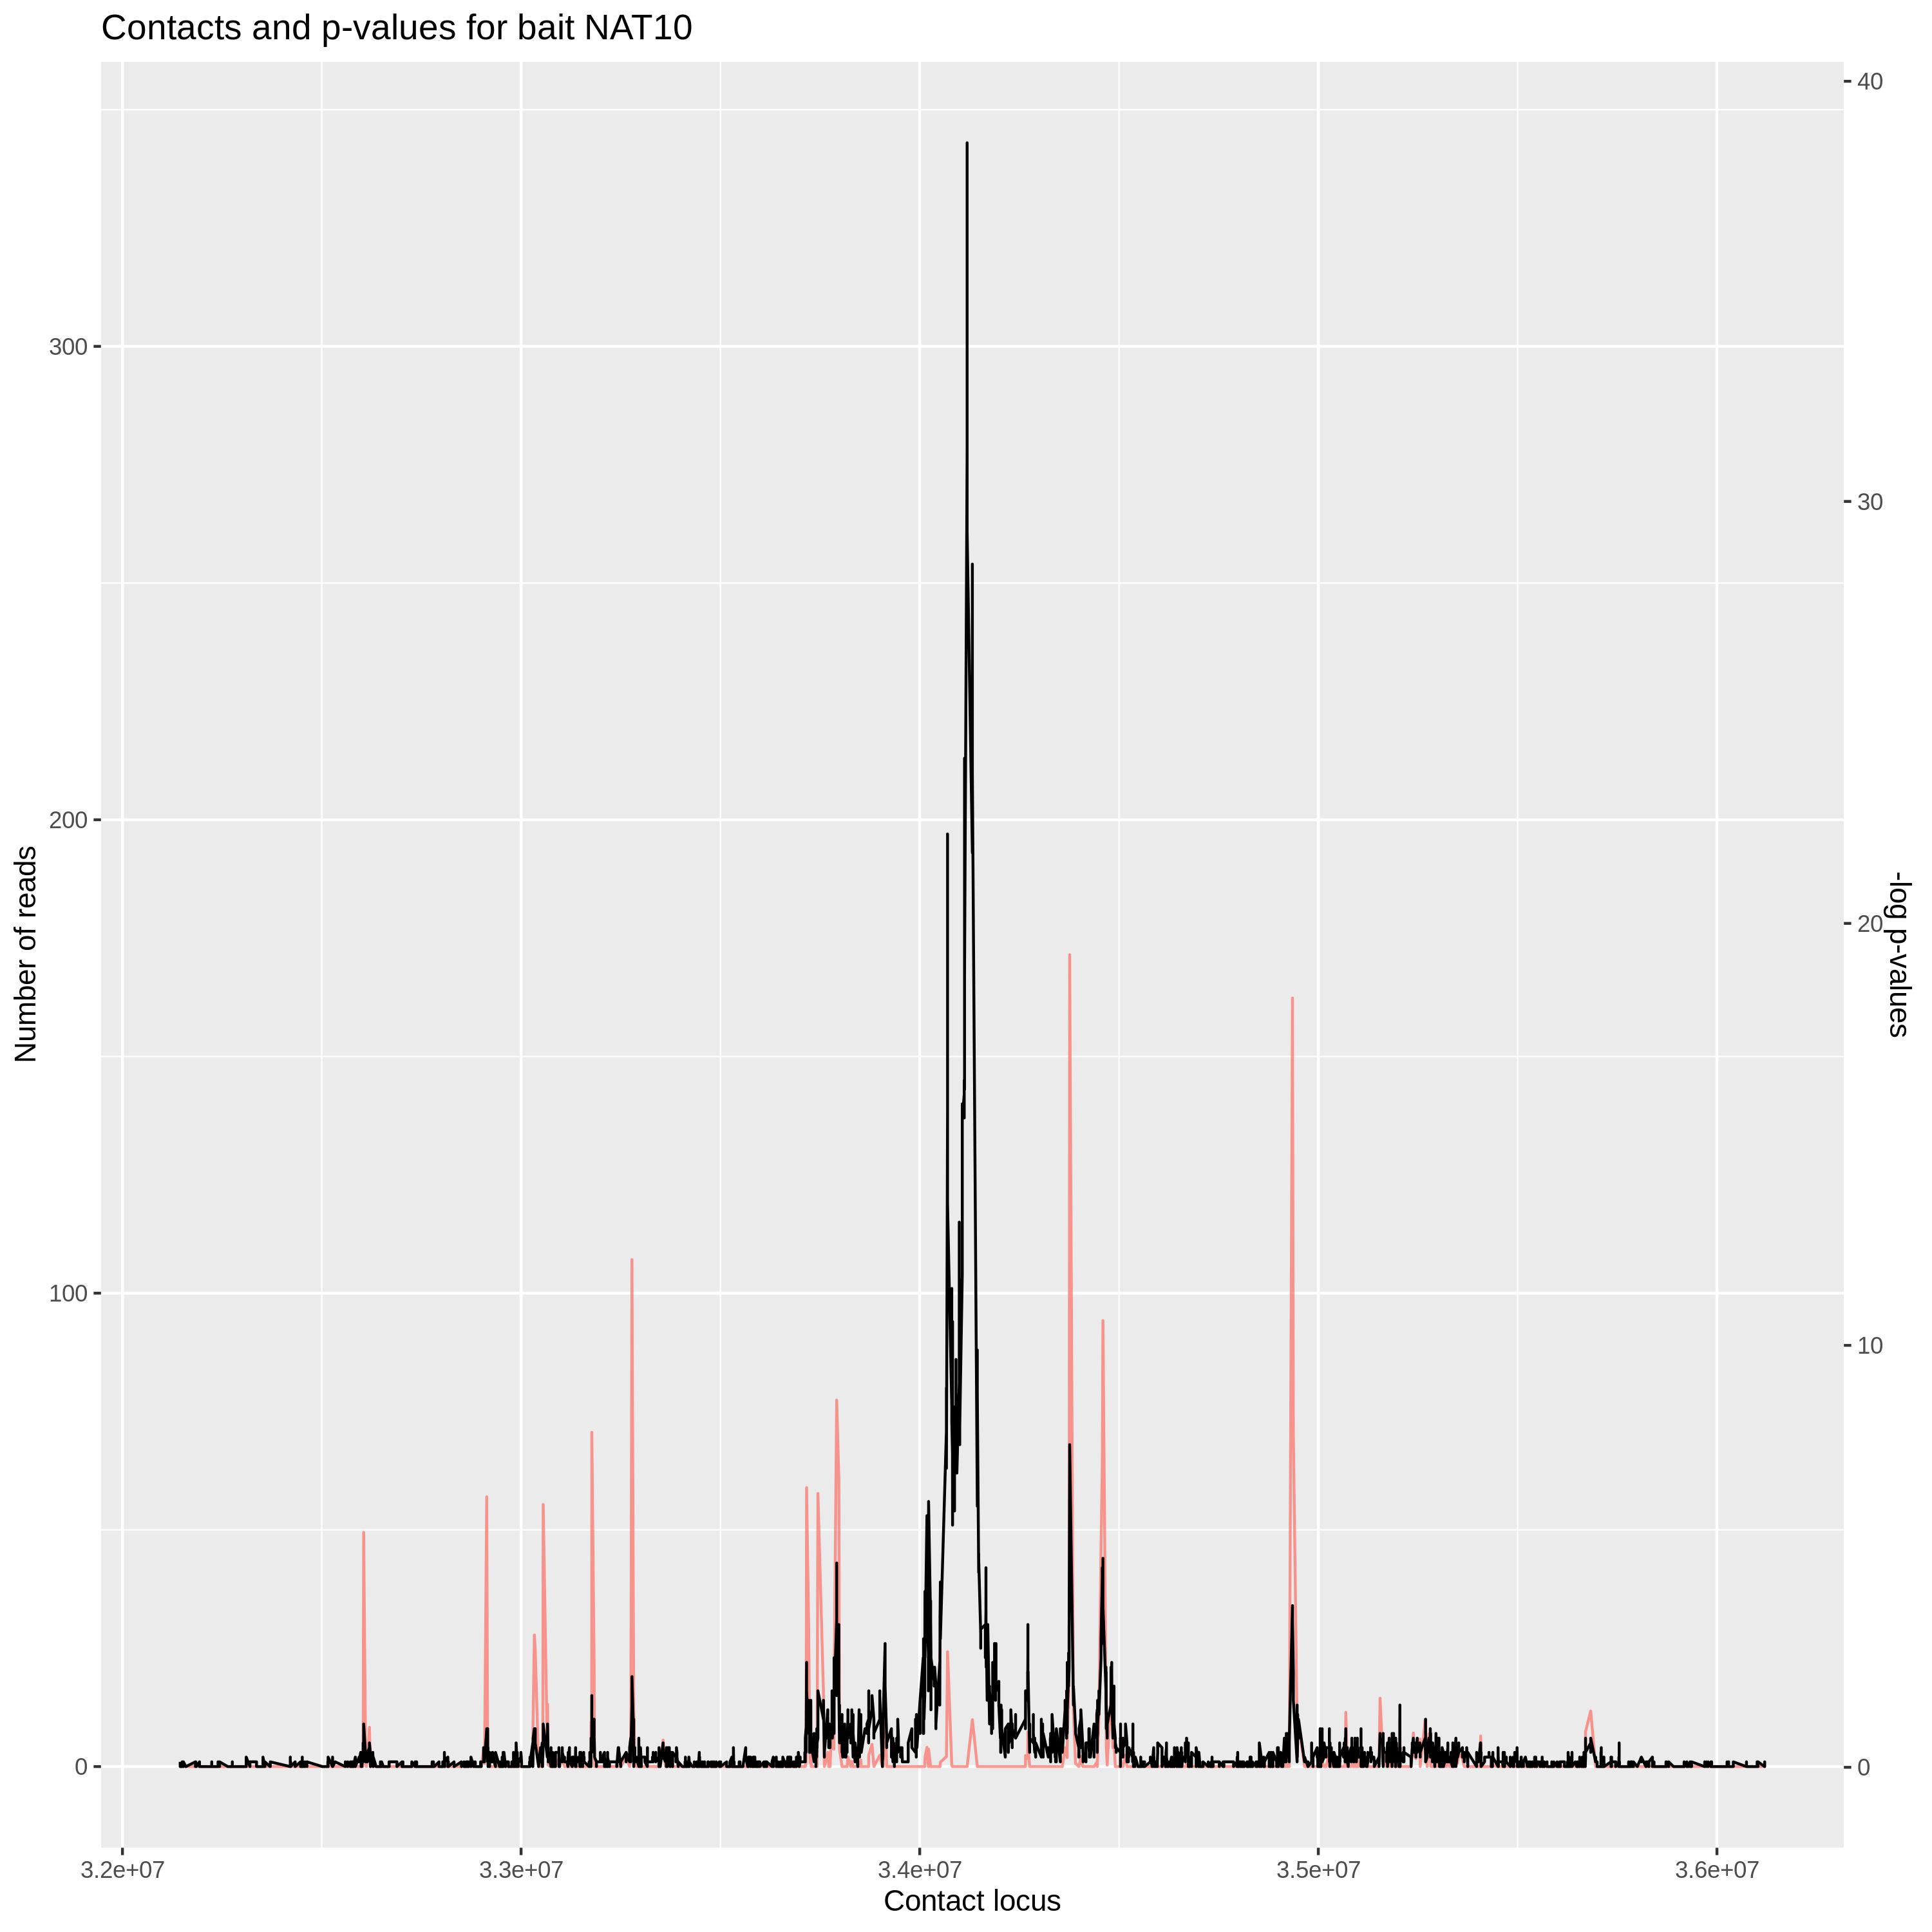 Contacts and p-values for bait NAT10
Number of reads
300
200
100
0
40
30
20
10
0
-log p-values
3.2e+07
3.3e+07
3.4e+07
3.5e+07
3.6e+07
Contact locus